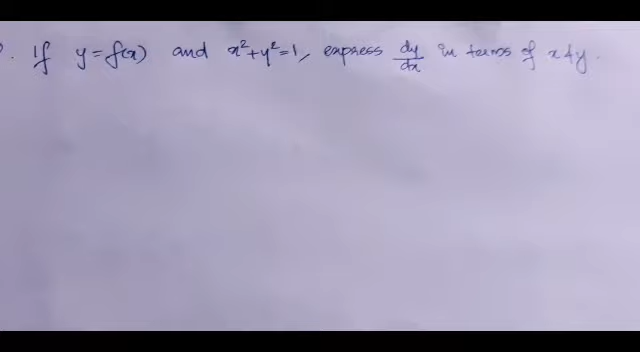 . If y = f(x) and x²+y²=1, express dy/dx in terms of x & y.